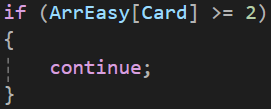 if (ArrEasy[Card] >= 2)
{
    continue;
}